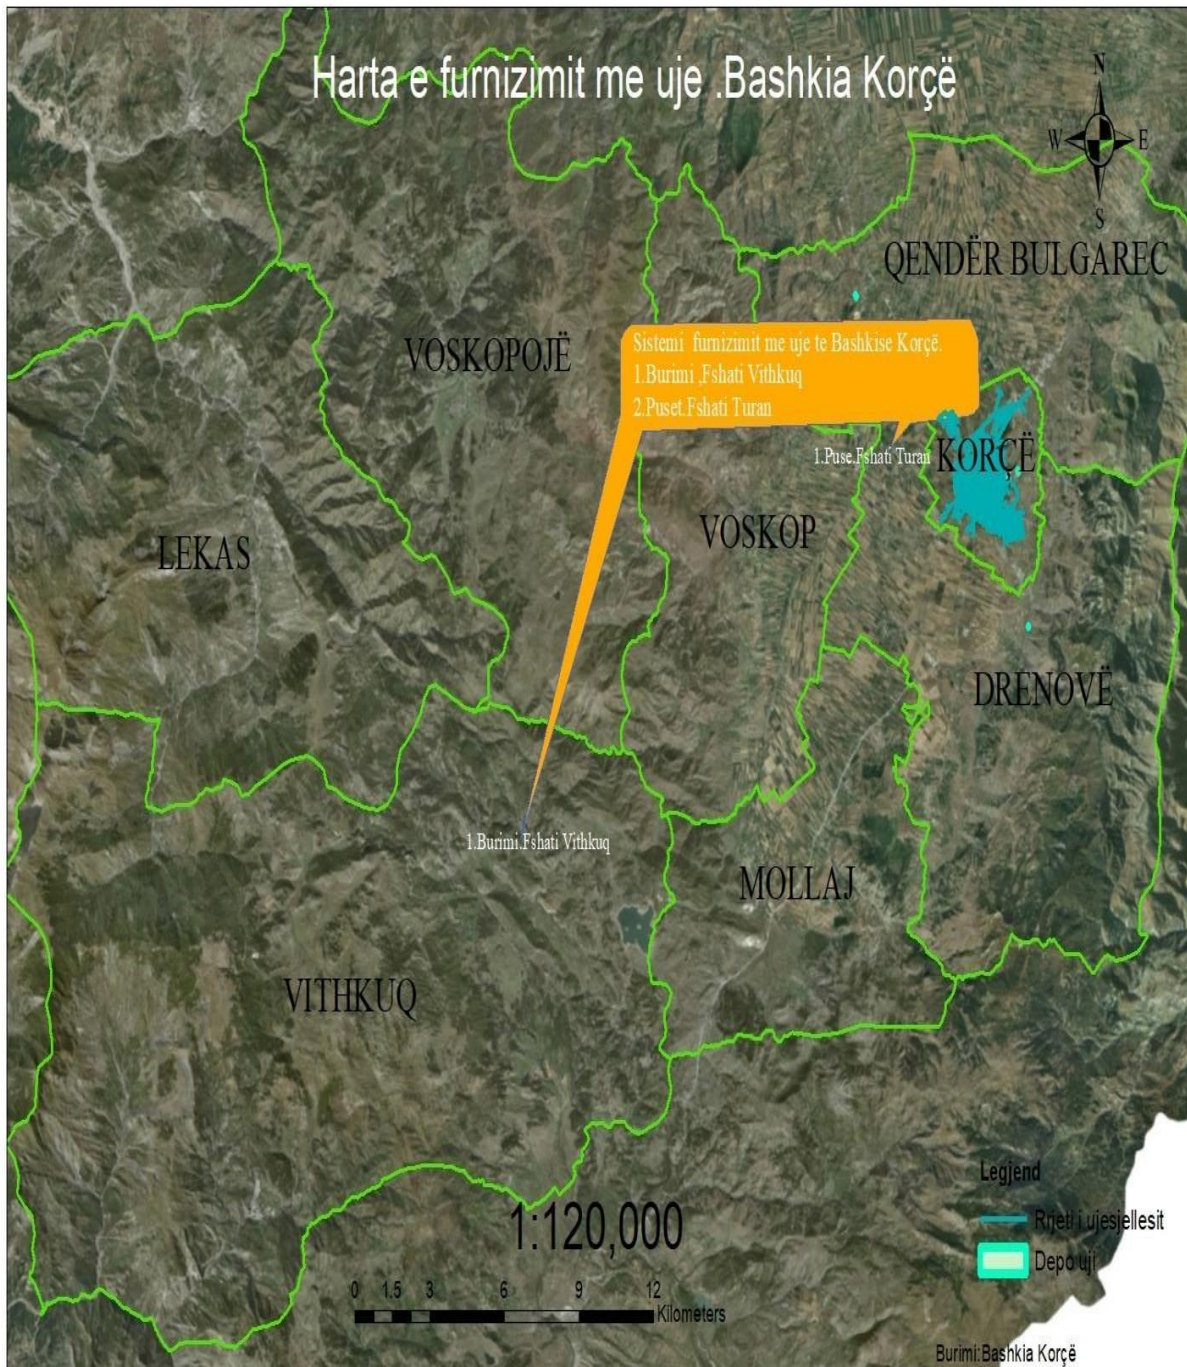 Harta e furnizimit me uje .Bashkia Korçë
N
W
E
S
QENDËR BULGAREC
VOSKOPOJË
Sistemi furnizimit me uje te Bashkise Korçë.
1.Burimi ,Fshati Vithkuq
2.Puset.Fshati Turan
1.Puse.Fshati Turan
KORÇË
VOSKOP
LEKAS
DRENOVË
1.Burimi.Fshati Vithkuq
MOLLAJ
VITHKUQ
Legjend
Rrjeti i ujesjellesit
Depo uji
1:120,000
0 1.5 3 6 9 12
Kilometers
Burimi:Bashkia Korçë